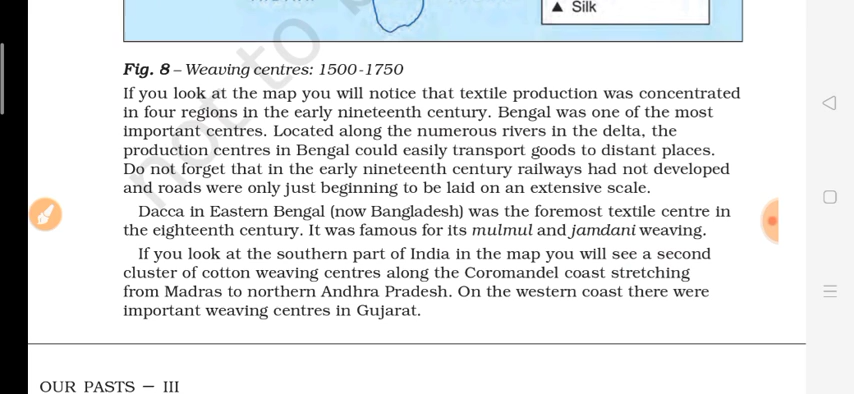 ▲ Silk
Fig. 8 – Weaving centres: 1500-1750
If you look at the map you will notice that textile production was concentrated
in four regions in the early nineteenth century. Bengal was one of the most
important centres. Located along the numerous rivers in the delta, the
production centres in Bengal could easily transport goods to distant places.
Do not forget that in the early nineteenth century railways had not developed
and roads were only just beginning to be laid on an extensive scale.
Dacca in Eastern Bengal (now Bangladesh) was the foremost textile centre in
the eighteenth century. It was famous for its mulmul and jamdani weaving.
If you look at the southern part of India in the map you will see a second
cluster of cotton weaving centres along the Coromandel coast stretching
from Madras to northern Andhra Pradesh. On the western coast there were
important weaving centres in Gujarat.
OUR PASTS – III
not to b